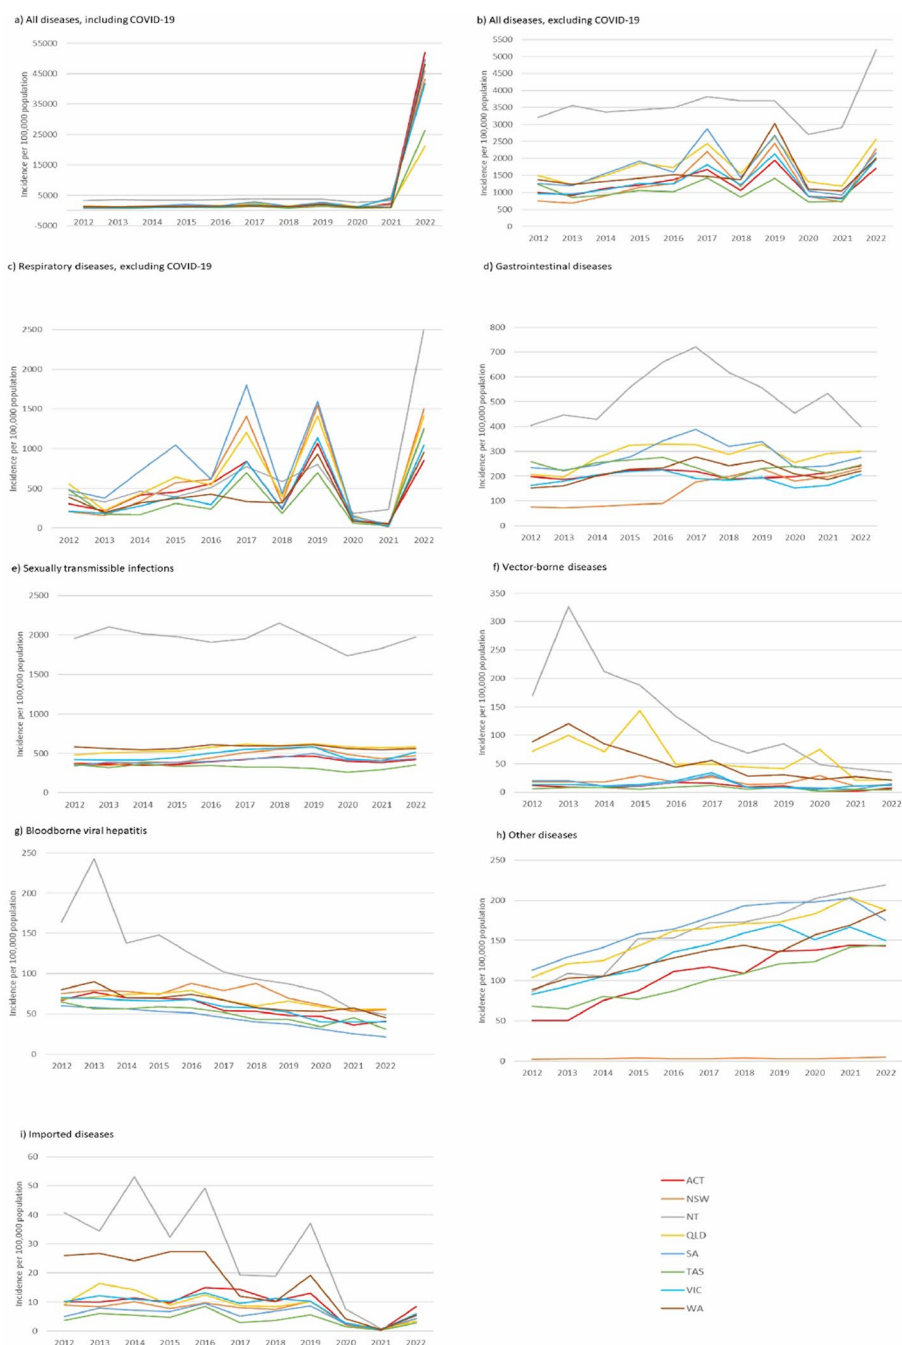 a) All diseases, including COVID-19
Incidence per 100,000 population
55000
45000
35000
25000
15000
5000
-5000
2012 2013 2014 2015 2016 2017 2018 2019 2020 2021 2022
b) All diseases, excluding COVID-19
Incidence per 100,000 population
5500
5000
4500
4000
3500
3000
2500
2000
1500
1000
500
0
2012 2013 2014 2015 2016 2017 2018 2019 2020 2021 2022
c) Respiratory diseases, excluding COVID-19
Incidence per 100,000 population
2500
2000
1500
1000
500
0
2012 2013 2014 2015 2016 2017 2018 2019 2020 2021 2022
d) Gastrointestinal diseases
Incidence per 100,000 population
800
700
600
500
400
300
200
100
0
2012 2013 2014 2015 2016 2017 2018 2019 2020 2021 2022
e) Sexually transmissible infections
Incidence per 100,000 population
2500
2000
1500
1000
500
0
2012 2013 2014 2015 2016 2017 2018 2019 2020 2021 2022
f) Vector-borne diseases
Incidence per 100,000 population
350
300
250
200
150
100
50
0
2012 2013 2014 2015 2016 2017 2018 2019 2020 2021 2022
g) Bloodborne viral hepatitis
Incidence per 100,000 population
250
200
150
100
50
0
2012 2013 2014 2015 2016 2017 2018 2019 2020 2021 2022
h) Other diseases
Incidence per 100,000 population
250
200
150
100
50
0
2012 2013 2014 2015 2016 2017 2018 2019 2020 2021 2022
i) Imported diseases
Incidence per 100,000 population
60
50
40
30
20
10
0
2012 2013 2014 2015 2016 2017 2018 2019 2020 2021 2022
ACT
NSW
NT
QLD
SA
TAS
VIC
WA